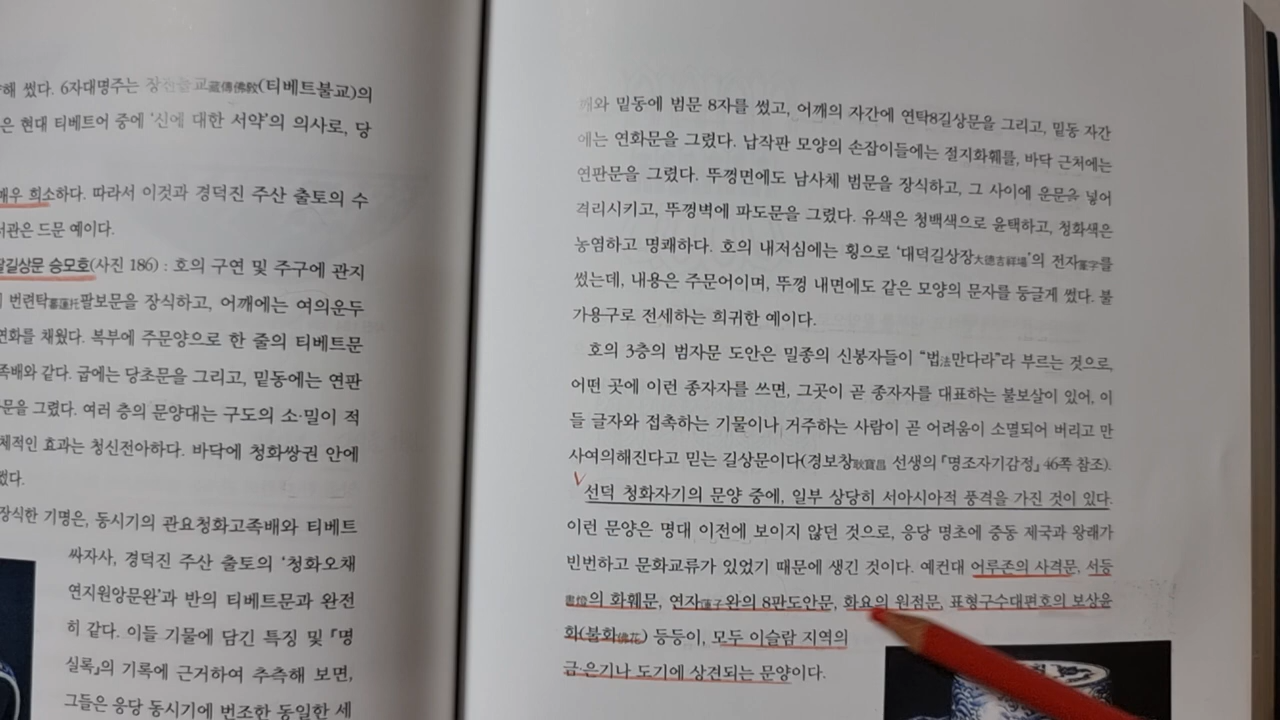 해 썼다. 6자대명주는 장전불교藏傳佛敎(티베트불교)의
은 현대 티베트어 중에 '신에 대한 서약'의 의사로, 당
매우 희소하다. 따라서 이것과 경덕진 주산 출토의 수
서관은 드문 예이다.
팔길상문 승모호(사진 186) : 호의 구연 및 주구에 관지
번련탁蕃蓮托팔보문을 장식하고, 어깨에는 여의운두
연화를 채웠다. 복부에 주문양으로 한 줄의 티베트문
족배와 같다. 굽에는 당초문을 그리고, 밑동에는 연판
문을 그렸다. 여러 층의 문양대는 구도의 소·밀이 적
체적인 효과는 청신전아하다. 바닥에 청화쌍권 안에
썼다.
장식한 기명은, 동시기의 관요청화고족배와 티베트
싸자사, 경덕진 주산 출토의 '청화오채
연지원앙문완'과 반의 티베트문과 완전
히 같다. 이들 기물에 담긴 특징 및 『명
실록』의 기록에 근거하여 추측해 보면,
그들은 응당 동시기에 번조한 동일한 세
깨와 밑동에 범문 8자를 썼고, 어깨의 자간에 연탁8길상문을 그리고, 밑동 자간
에는 연화문을 그렸다. 납작판 모양의 손잡이들에는 절지화훼를, 바닥 근처에는
연판문을 그렸다. 뚜껑면에도 남사체 범문을 장식하고, 그 사이에 운문을 넣어
격리시키고, 뚜껑벽에 파도문을 그렸다. 유색은 청백색으로 윤택하고, 청화색은
농염하고 명쾌하다. 호의 내저심에는 횡으로 '대덕길상장大德吉祥場'의 전자篆字를
썼는데, 내용은 주문어이며, 뚜껑 내면에도 같은 모양의 문자를 둥글게 썼다. 불
가용구로 전세하는 희귀한 예이다.
호의 3층의 범자문 도안은 밀종의 신봉자들이 "법法만다라"라 부르는 것으로,
어떤 곳에 이런 종자자를 쓰면, 그곳이 곧 종자자를 대표하는 불보살이 있어, 이
들 글자와 접촉하는 기물이나 거주하는 사람이 곧 어려움이 소멸되어 버리고 만
사여의해진다고 믿는 길상문이다(경보창耿寶昌 선생의 『명조자기감정』 46쪽 참조).
선덕 청화자기의 문양 중에, 일부 상당히 서아시아적 풍격을 가진 것이 있다.
이런 문양은 명대 이전에 보이지 않던 것으로, 응당 명초에 중동 제국과 왕래가
빈번하고 문화교류가 있었기 때문에 생긴 것이다. 예컨대 어루존의 사격문, 서등
書燈의 화훼문, 연자蓮子완의 8판도안문, 화요의 원점문, 표형구수대편호의 보상윤
화(불화佛花) 등등이, 모두 이슬람 지역의
금·은기나 도기에 상견되는 문양이다.